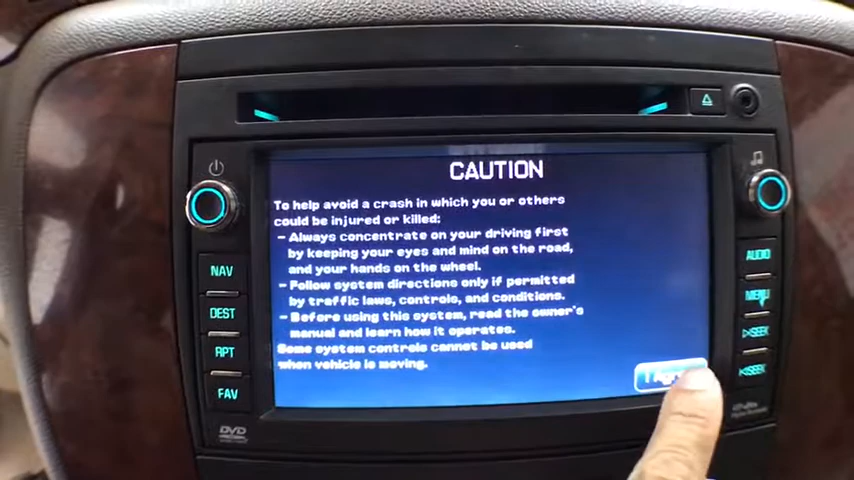 CAUTION
To help avoid a crash in which you or others
could be injured or killed:
- Always concentrate on your driving first
by keeping your eyes and mind on the road,
and your hands on the wheel.
- Follow system directions only if permitted
by traffic laws, controls, and conditions.
- Before using this system, read the owner's
manual and learn how it operates.
Some system controls cannot be used
when vehicle is moving.
I Agree
NAV
DEST
RPT
FAV
DVD
AUDIO
MENU
SEEK
SEEK